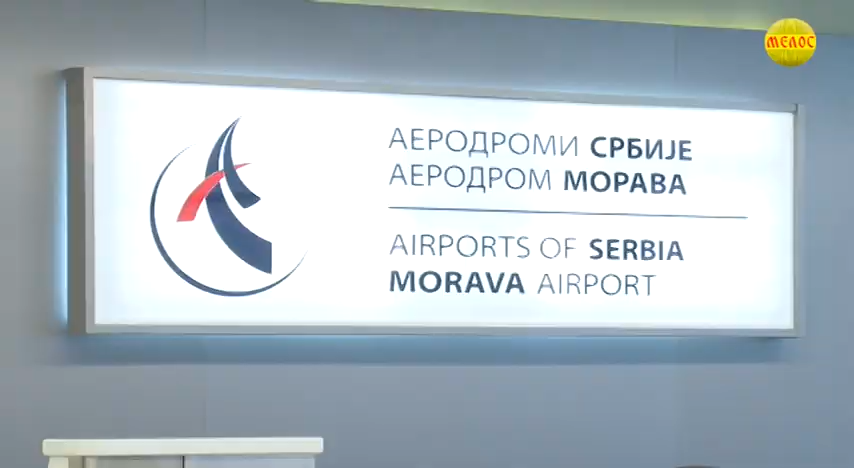 МЕЛОС
АЕРОДРОМИ СРБИЈЕ
АЕРОДРОМ МОРАВА
AIRPORTS OF SERBIA
MORAVA AIRPORT